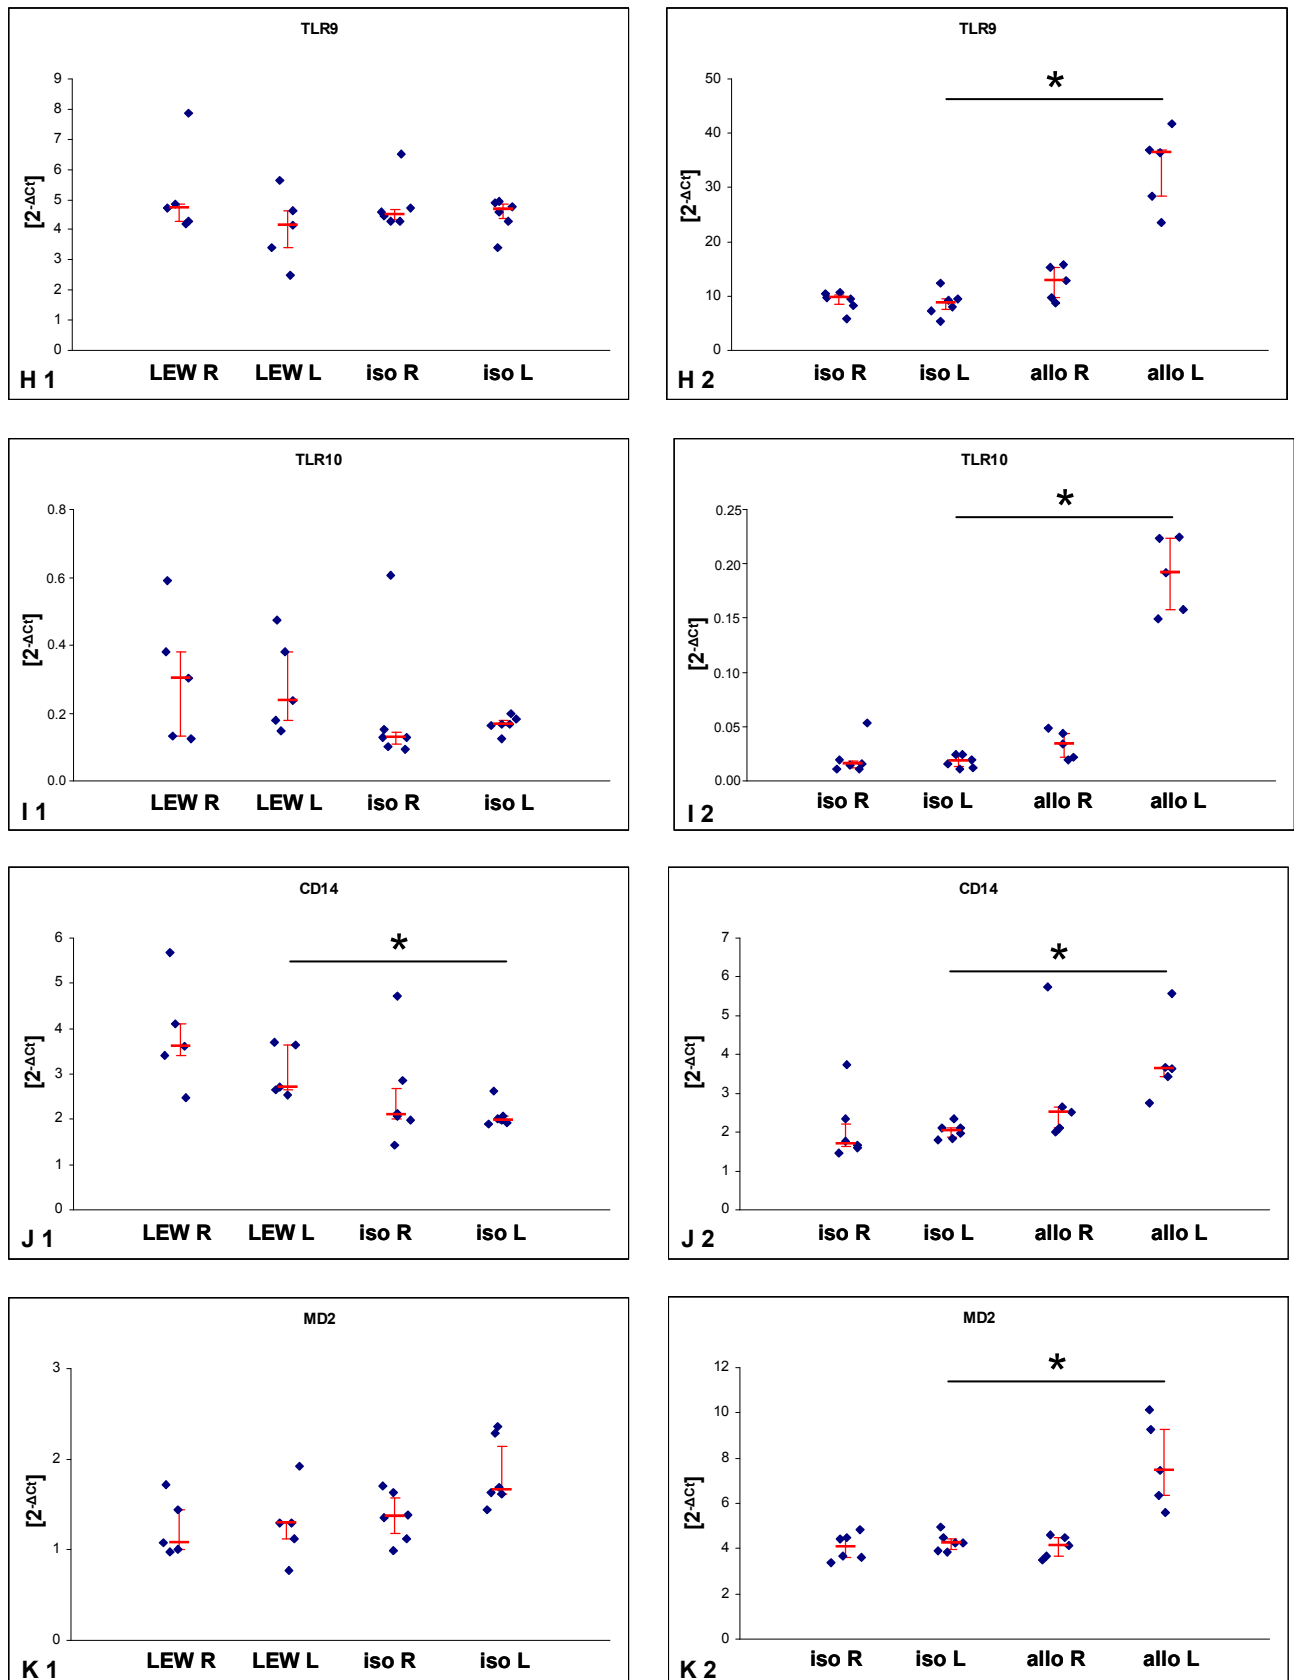 TLR9
[2-ΔCt]
9
8
7
6
5
4
3
2
1
0
LEW R LEW L iso R iso L
H 1
TLR9
[2-ΔCt]
50
40
30
20
10
0
*
iso R iso L allo R allo L
H 2
TLR10
[2-ΔCt]
0.8
0.6
0.4
0.2
0.0
LEW R LEW L iso R iso L
I 1
TLR10
[2-ΔCt]
0.25
0.20
0.15
0.10
0.05
0.00
*
iso R iso L allo R allo L
I 2
CD14
[2-ΔCt]
6
5
4
3
2
1
0
*
LEW R LEW L iso R iso L
J 1
CD14
[2-ΔCt]
7
6
5
4
3
2
1
0
*
iso R iso L allo R allo L
J 2
MD2
[2-ΔCt]
3
2
1
0
LEW R LEW L iso R iso L
K 1
MD2
[2-ΔCt]
12
10
8
6
4
2
0
*
iso R iso L allo R allo L
K 2